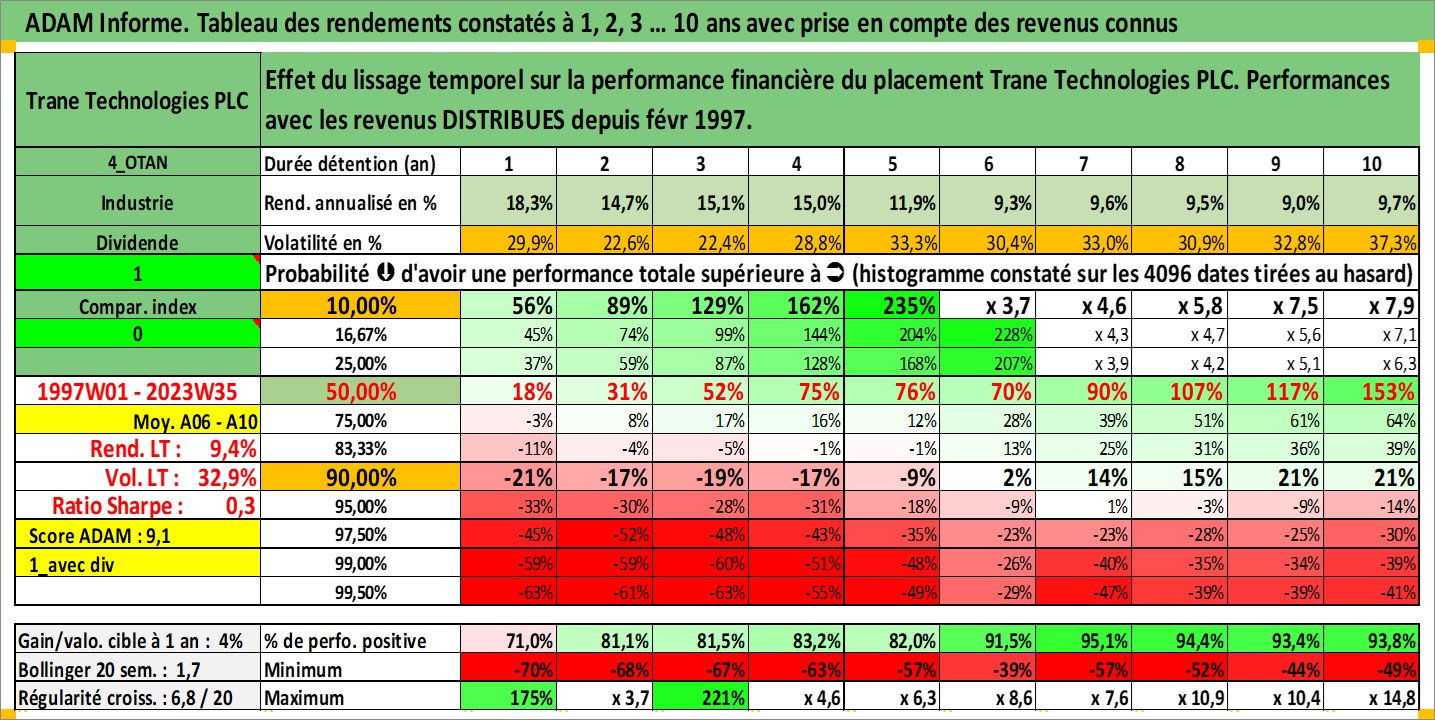 ADAM Informe. Tableau des rendements constatés à 1, 2, 3 ... 10 ans avec prise en compte des revenus connus
Trane Technologies PLC
Effet du lissage temporel sur la performance financière du placement Trane Technologies PLC. Performances
avec les revenus DISTRIBUES depuis févr 1997.
4_OTAN Durée détention (an) 1 2 3 4 5 6 7 8 9 10
Industrie Rend. annualisé en % 18,3% 14,7% 15,1% 15,0% 11,9% 9,3% 9,6% 9,5% 9,0% 9,7%
Dividende Volatilité en % 29,9% 22,6% 22,4% 28,8% 33,3% 30,4% 33,0% 30,9% 32,8% 37,3%
1 Probabilité d'avoir une performance totale supérieure à (histogramme constaté sur les 4096 dates tirées au hasard)
Compar. index 10,00% 56% 89% 129% 162% 235% x 3,7 x 4,6 x 5,8 x 7,5 x 7,9
0 16,67% 45% 74% 99% 144% 204% 228% x 4,3 x 4,7 x 5,6 x 7,1
25,00% 37% 59% 87% 128% 168% 207% x 3,9 x 4,2 x 5,1 x 6,3
1997W01 - 2023W35 50,00% 18% 31% 52% 75% 76% 70% 90% 107% 117% 153%
Moy. A06 - A10 75,00% -3% 8% 17% 16% 12% 28% 39% 51% 61% 64%
Rend. LT : 9,4% 83,33% -11% -4% -5% -1% -1% 13% 25% 31% 36% 39%
Vol. LT : 32,9% 90,00% -21% -17% -19% -17% -9% 2% 14% 15% 21% 21%
Ratio Sharpe : 0,3 95,00% -33% -30% -28% -31% -18% -9% 1% -3% -9% -14%
Score ADAM : 9,1 97,50% -45% -52% -48% -43% -35% -23% -23% -28% -25% -30%
1_avec div 99,00% -59% -59% -60% -51% -48% -26% -40% -35% -34% -39%
99,50% -63% -61% -63% -55% -49% -29% -47% -39% -39% -41%
Gain/valo. cible à 1 an : 4% % de perfo. positive 71,0% 81,1% 81,5% 83,2% 82,0% 91,5% 95,1% 94,4% 93,4% 93,8%
Bollinger 20 sem. : 1,7 Minimum -70% -68% -67% -63% -57% -39% -57% -52% -44% -49%
Régularité croiss. : 6,8 / 20 Maximum 175% x 3,7 221% x 4,6 x 6,3 x 8,6 x 7,6 x 10,9 x 10,4 x 14,8